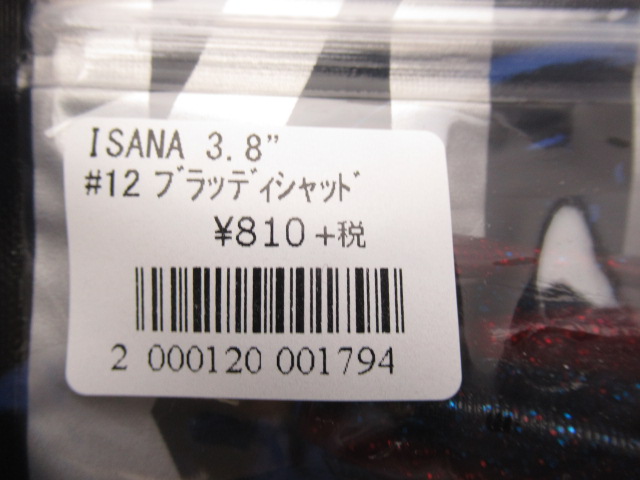 ISANA 3.8”
#12 ﾌﾞﾗｯﾃﾞｨｼｬｯﾄﾞ
¥810 +税
2 000120 001794